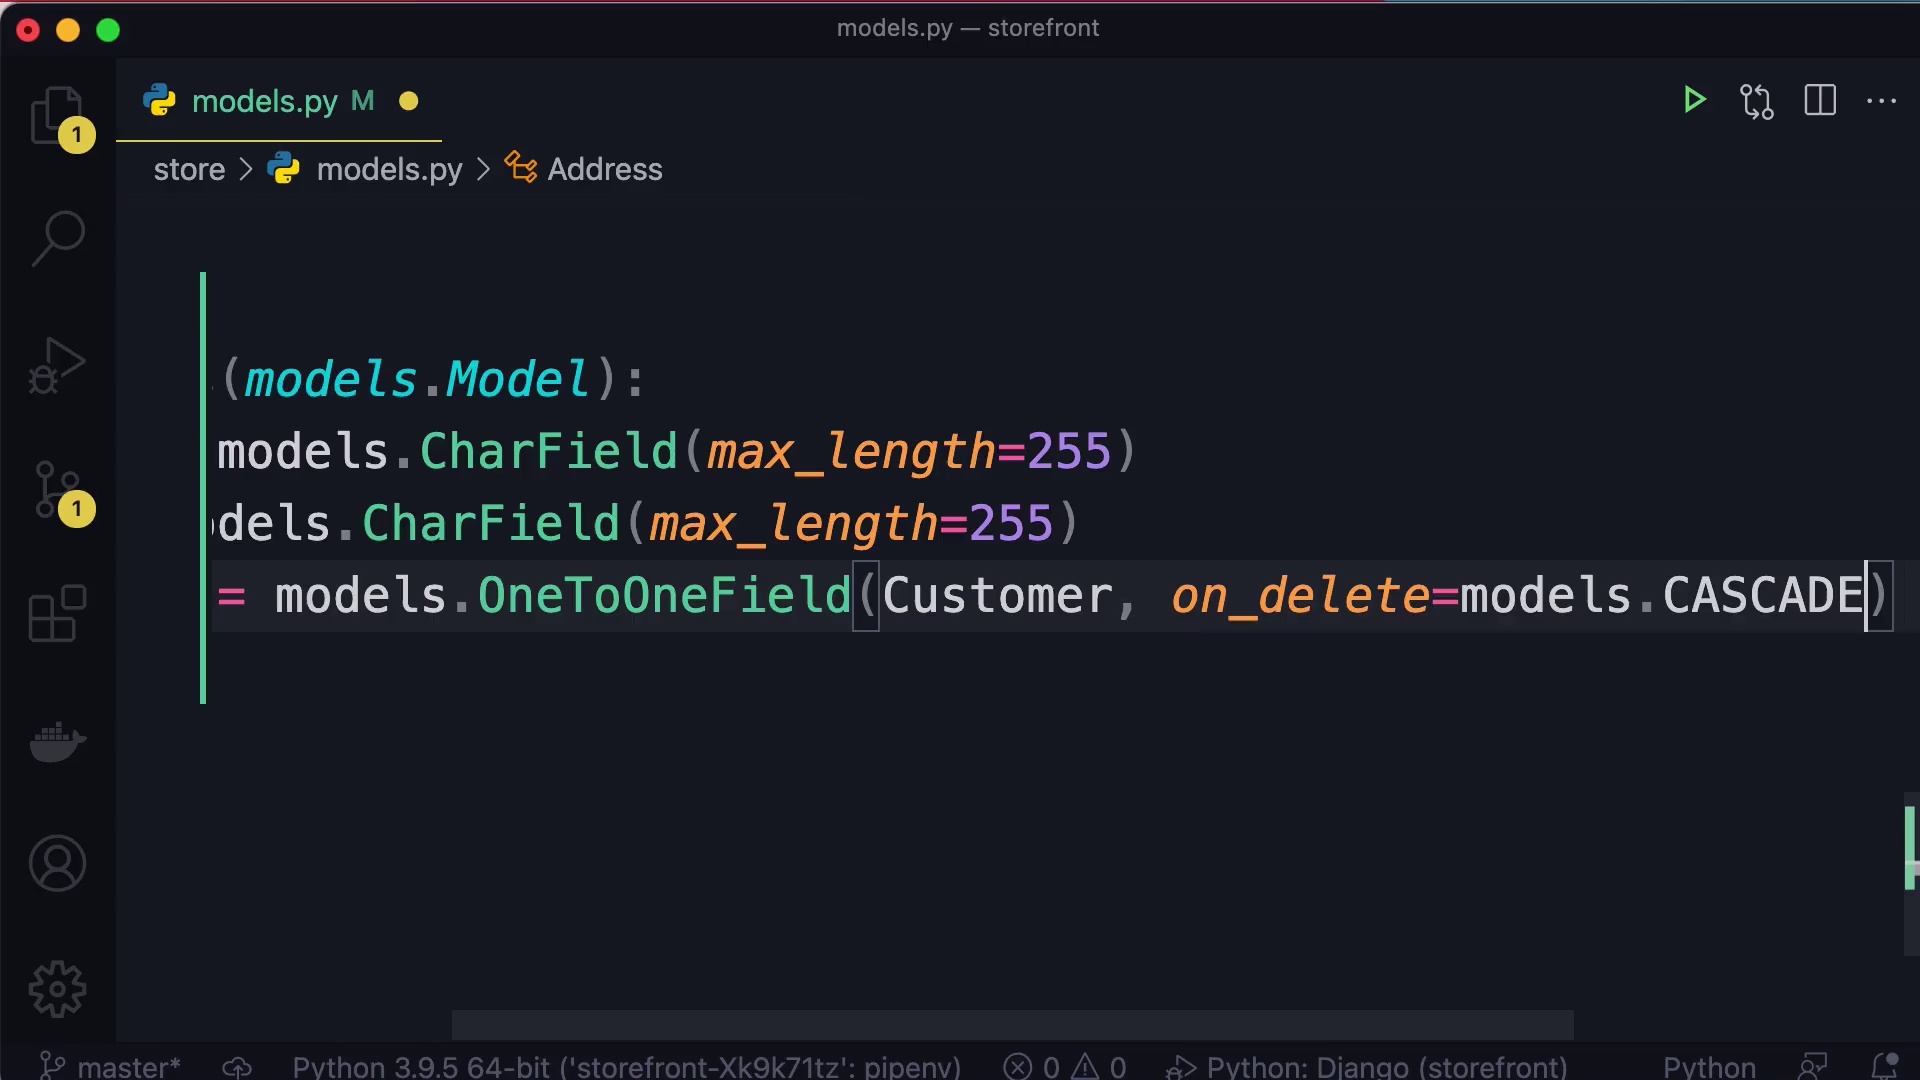 models.py — storefront
models.py M
store > models.py > Address
(models.Model):
models.CharField(max_length=255)
dels.CharField(max_length=255)
= models.OneToOneField(Customer, on_delete=models.CASCADE)
1
1
master* Python 3.9.5 64-bit ('storefront-Xk9k71tz': pipenv) 0 0 Python: Django (storefront) Python